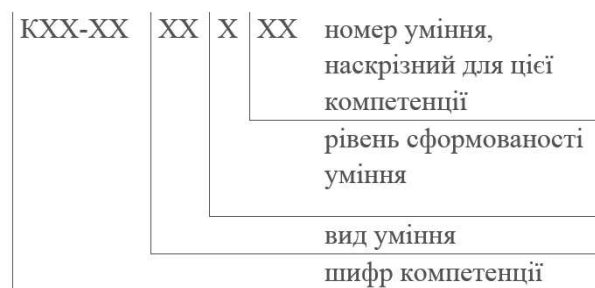 КХХ-ХХ ХХ Х ХХ номер уміння,
наскрізний для цієї
компетенції
рівень сформованості
уміння
вид уміння
шифр компетенції